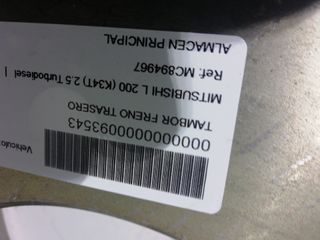 Vehículo
0000000000093543
TAMBOR FRENO TRASERO
MITSUBISHI L 200 (K34T) 2.5 Turbodiesel |
Ref: MC894967
ALMACEN PRINCIPAL